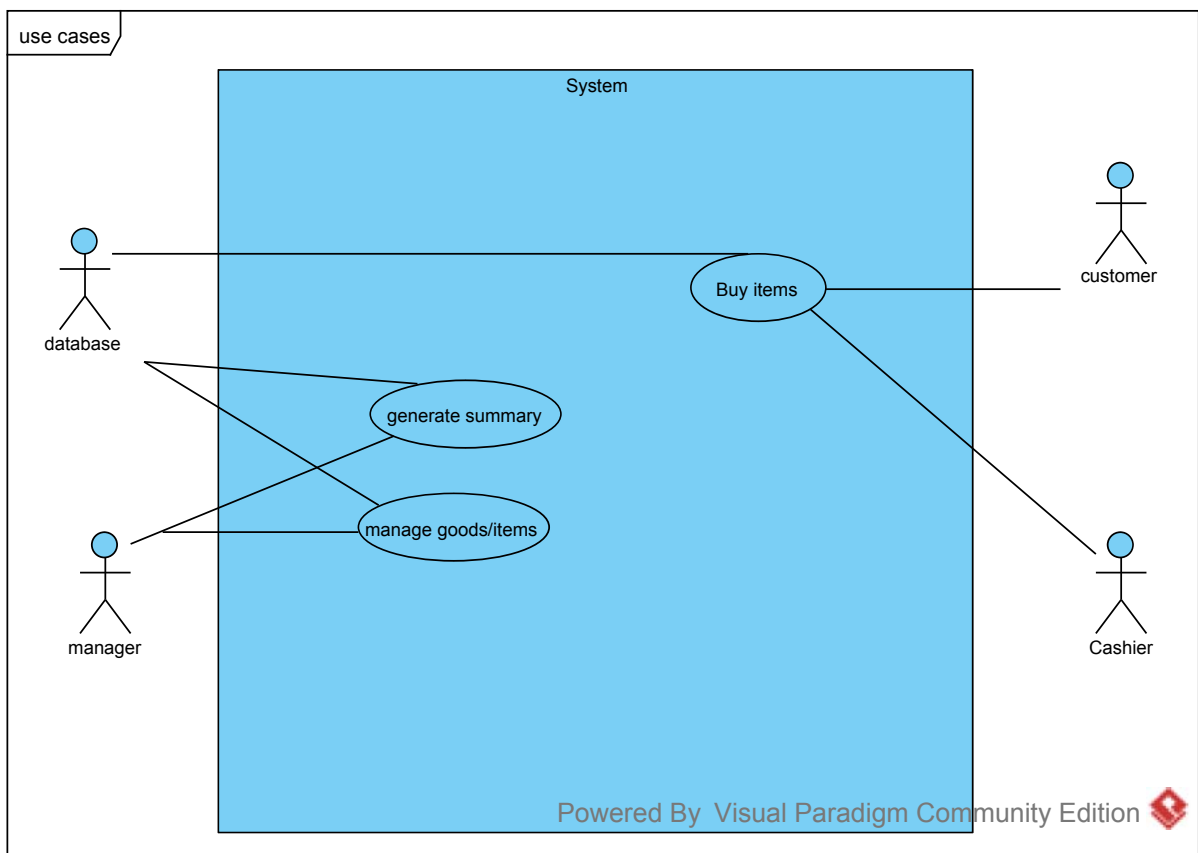 use cases
System
customer
Buy items
database
generate summary
manage goods/items
manager
Cashier
Powered By Visual Paradigm Community Edition